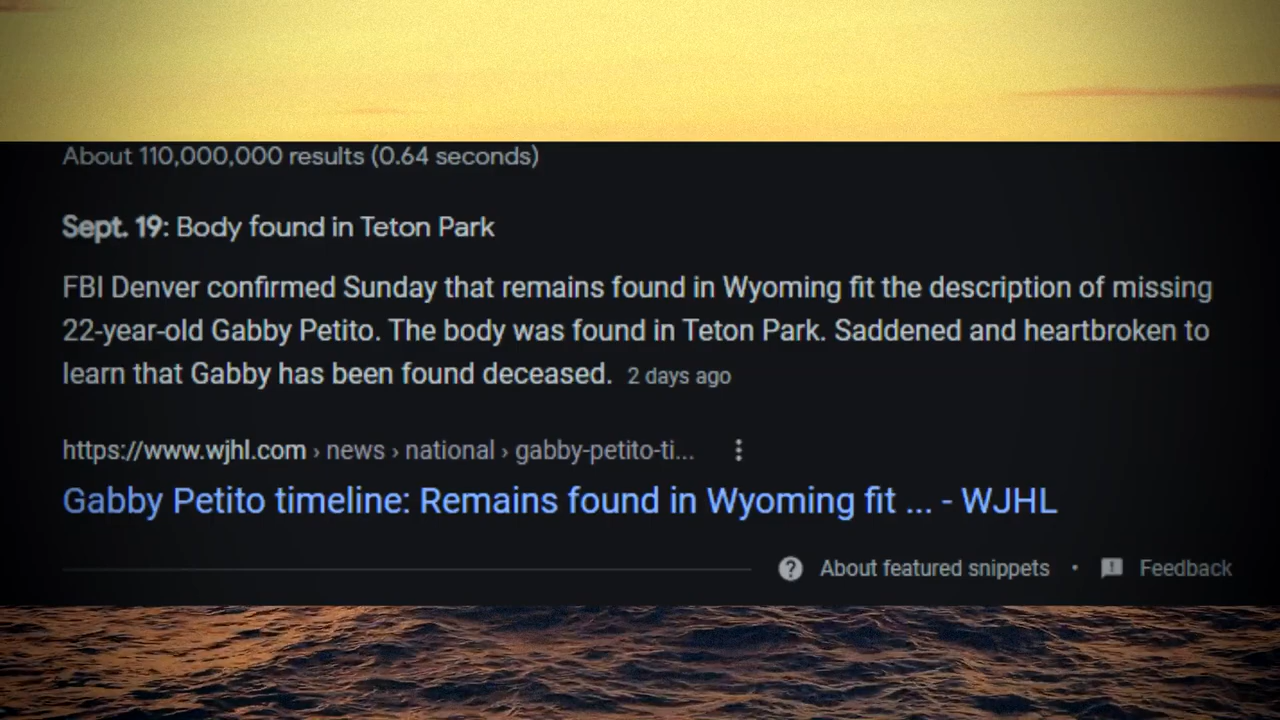 About 110,000,000 results (0.64 seconds)
Sept. 19: Body found in Teton Park
FBI Denver confirmed Sunday that remains found in Wyoming fit the description of missing
22-year-old Gabby Petito. The body was found in Teton Park. Saddened and heartbroken to
learn that Gabby has been found deceased. 2 days ago
https://www.wjhl.com › news › national › gabby-petito-ti...
Gabby Petito timeline: Remains found in Wyoming fit ... - WJHL
About featured snippets • Feedback